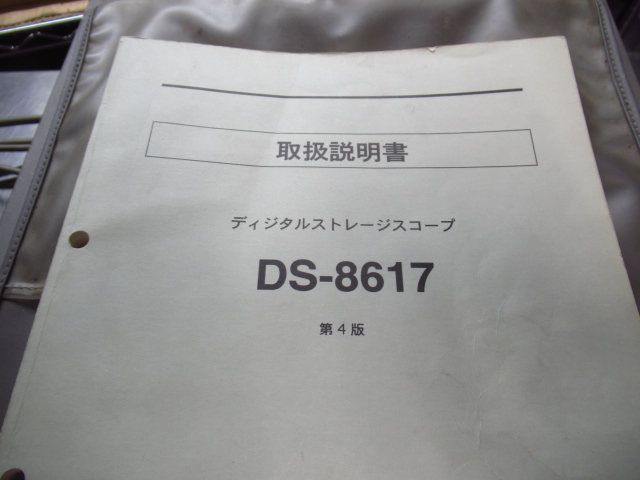 取扱説明書
ディジタルストレージスコープ
DS-8617
第4版